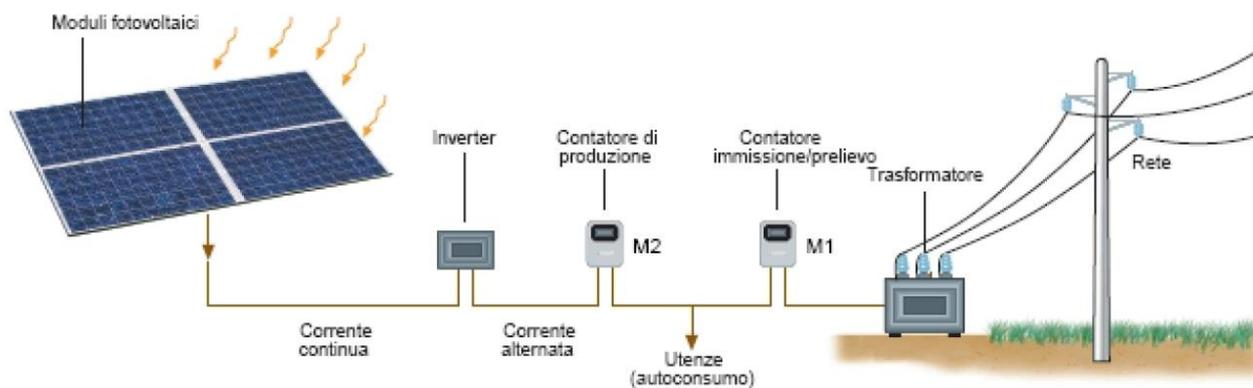 Moduli fotovoltaici
Inverter
Contatore di
produzione
Contatore
immissione/prelievo
Trasformatore
Rete
M2
M1
Corrente
continua
Corrente
alternata
Utenze
(autoconsumo)